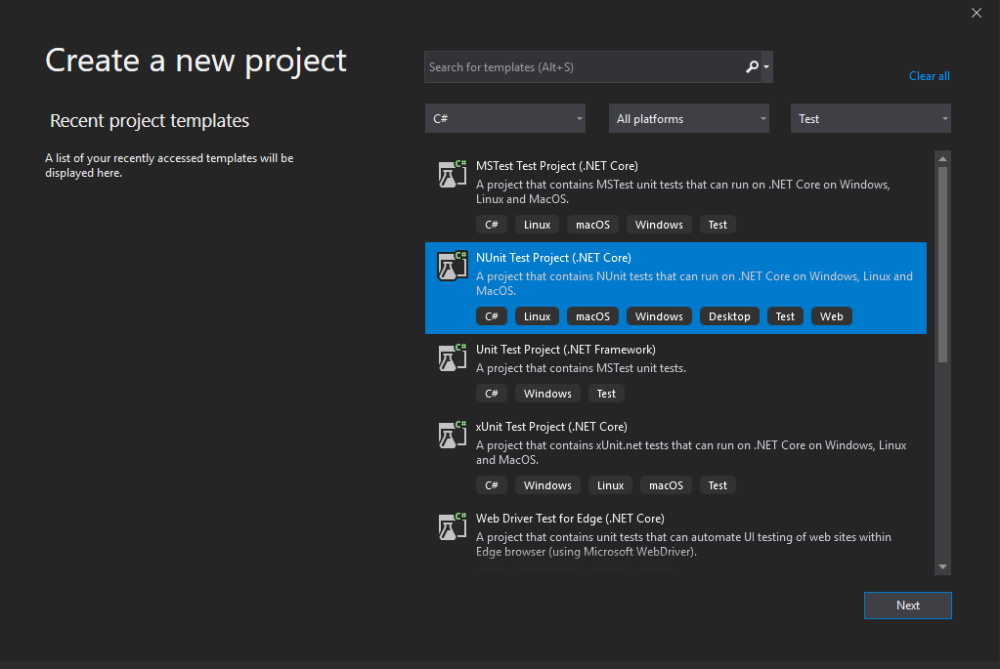 Create a new project
Search for templates (Alt+S)
Clear all
Recent project templates
C#
All platforms
Test
A list of your recently accessed templates will be
displayed here.
C#
MSTest Test Project (.NET Core)
A project that contains MSTest unit tests that can run on .NET Core on Windows,
Linux and MacOS.
C# Linux macOS Windows Test
C#
NUnit Test Project (.NET Core)
A project that contains NUnit tests that can run on .NET Core on Windows, Linux and
MacOS.
C# Linux macOS Windows Desktop Test Web
C#
Unit Test Project (.NET Framework)
A project that contains MSTest unit tests.
C# Windows Test
C#
xUnit Test Project (.NET Core)
A project that contains xUnit.net tests that can run on .NET Core on Windows, Linux
and MacOS.
C# Windows Linux macOS Test
C#
Web Driver Test for Edge (.NET Core)
A project that contains unit tests that can automate UI testing of web sites within
Edge browser (using Microsoft WebDriver).
Next